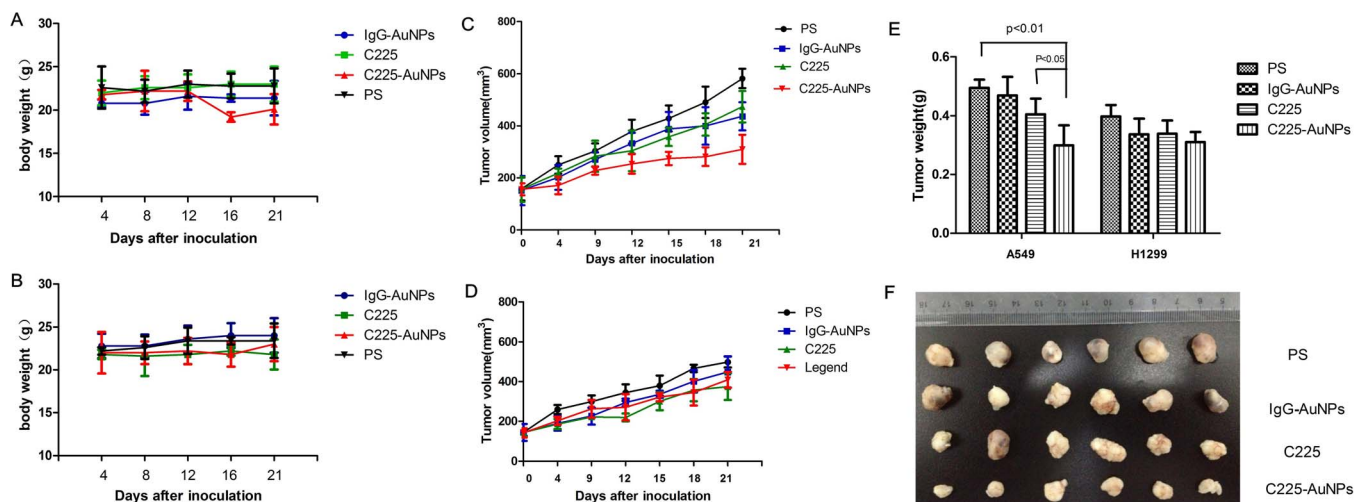 A
body weight (g)
30
25
20
15
10
4 8 12 16 21
Days after inoculation
IgG-AuNPs
C225
C225-AuNPs
PS
B
body weight (g)
30
25
20
15
10
4 8 12 16 21
Days after inoculation
IgG-AuNPs
C225
C225-AuNPs
PS
C
Tumor volume(mm³)
800
600
400
200
0
0 4 9 12 15 18 21
Days after inoculation
PS
IgG-AuNPs
C225
C225-AuNPs
D
Tumor volume(mm³)
800
600
400
200
0
0 4 9 12 15 18 21
Days after inoculation
PS
IgG-AuNPs
C225
Legend
E
Tumor weight(g)
0.6
0.4
0.2
0.0
p<0.01
P<0.05
A549 H1299
PS
IgG-AuNPs
C225
C225-AuNPs
F
PS
IgG-AuNPs
C225
C225-AuNPs